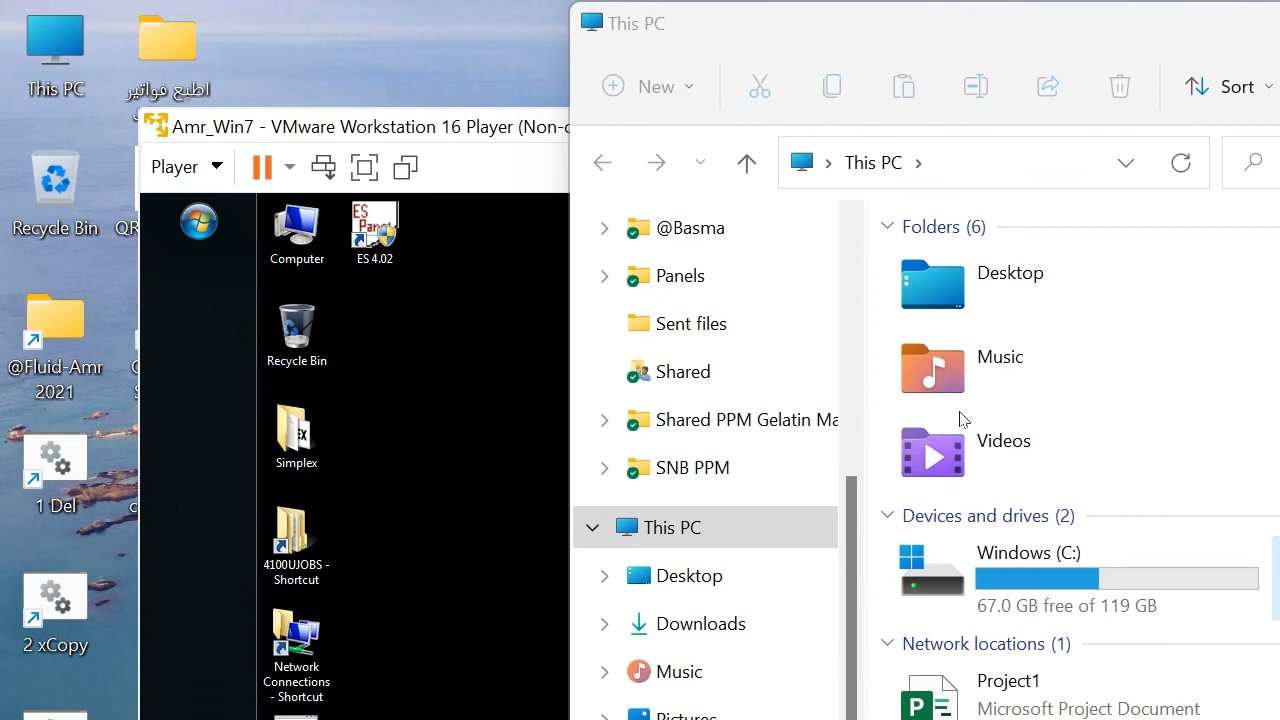 This PC
اطبع فواتير
Recycle Bin
@Fluid-Amr
2021
1 Del
2 xCopy
Amr_Win7 - VMware Workstation 16 Player (Non-c
Player
Computer
ES 4.02
Recycle Bin
Simplex
4100UJOBS -
Shortcut
Network
Connections
- Shortcut
This PC
New
Sort
This PC
@Basma
Panels
Sent files
Shared
Shared PPM Gelatin Ma
SNB PPM
This PC
Desktop
Downloads
Music
Pictures
Folders (6)
Desktop
Music
Videos
Devices and drives (2)
Windows (C:)
67.0 GB free of 119 GB
Network locations (1)
Project1
Microsoft Project Document